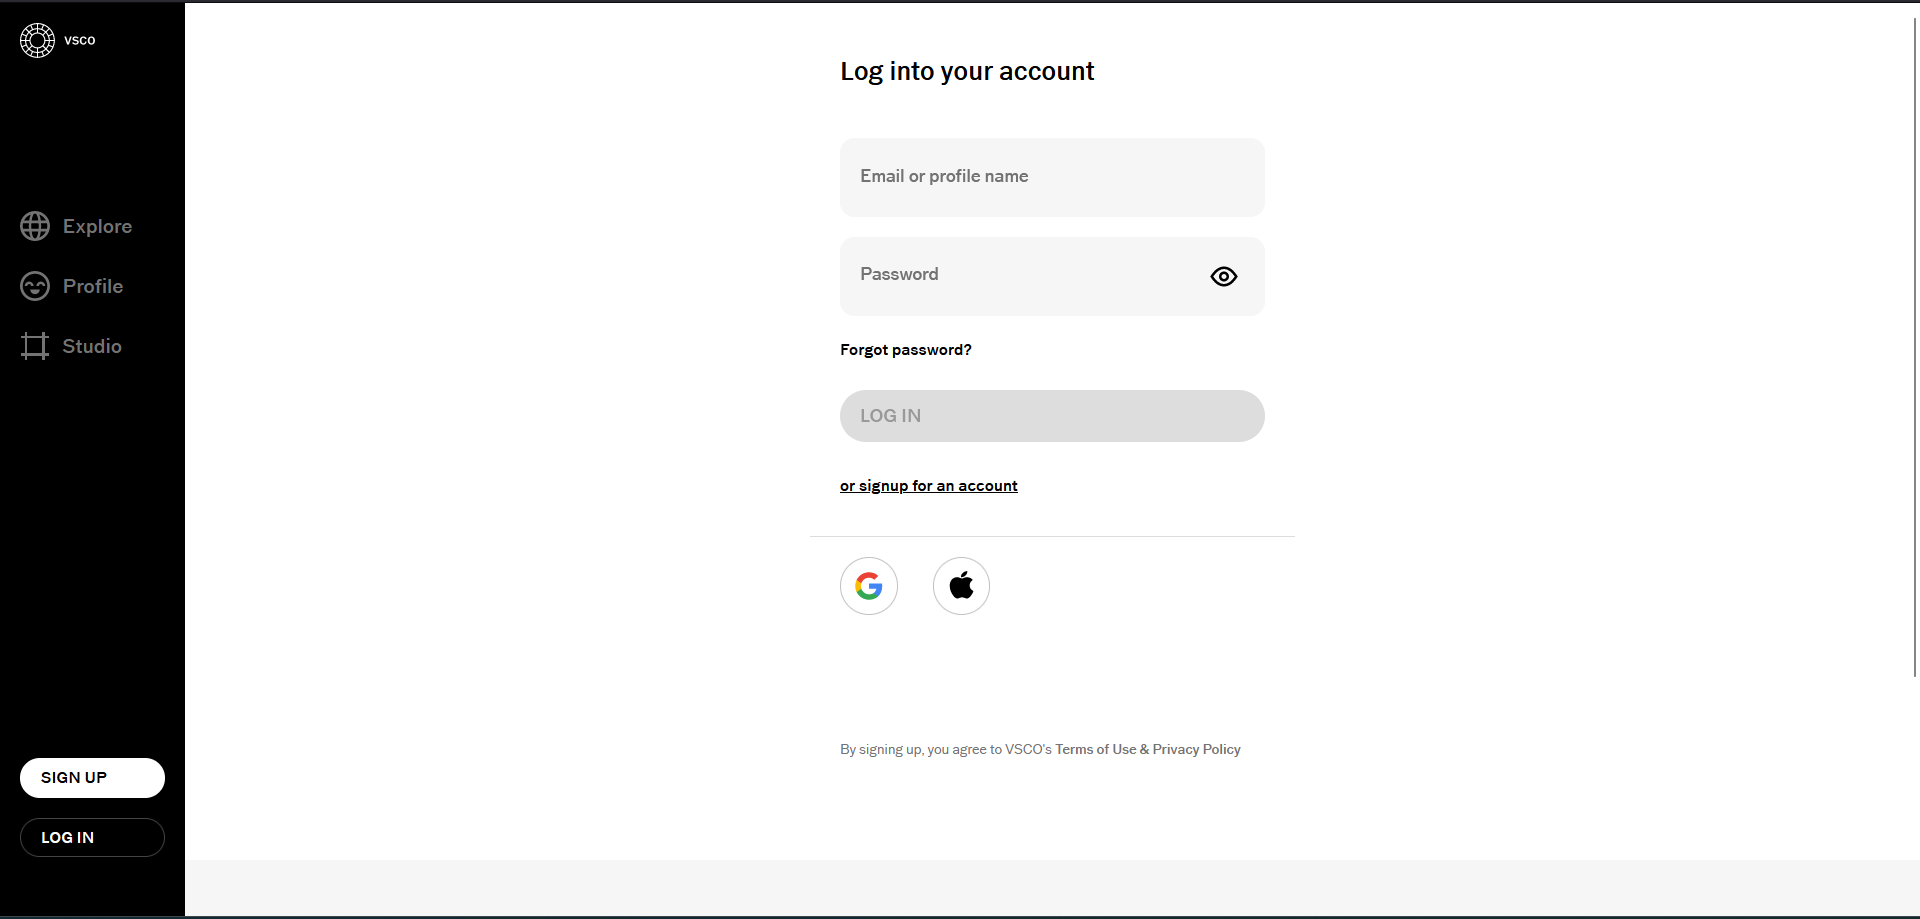 vsco
Explore
Profile
Studio
SIGN UP
LOG IN
Log into your account
Email or profile name
Password
Forgot password?
LOG IN
or signup for an account
By signing up, you agree to VSCO's Terms of Use & Privacy Policy